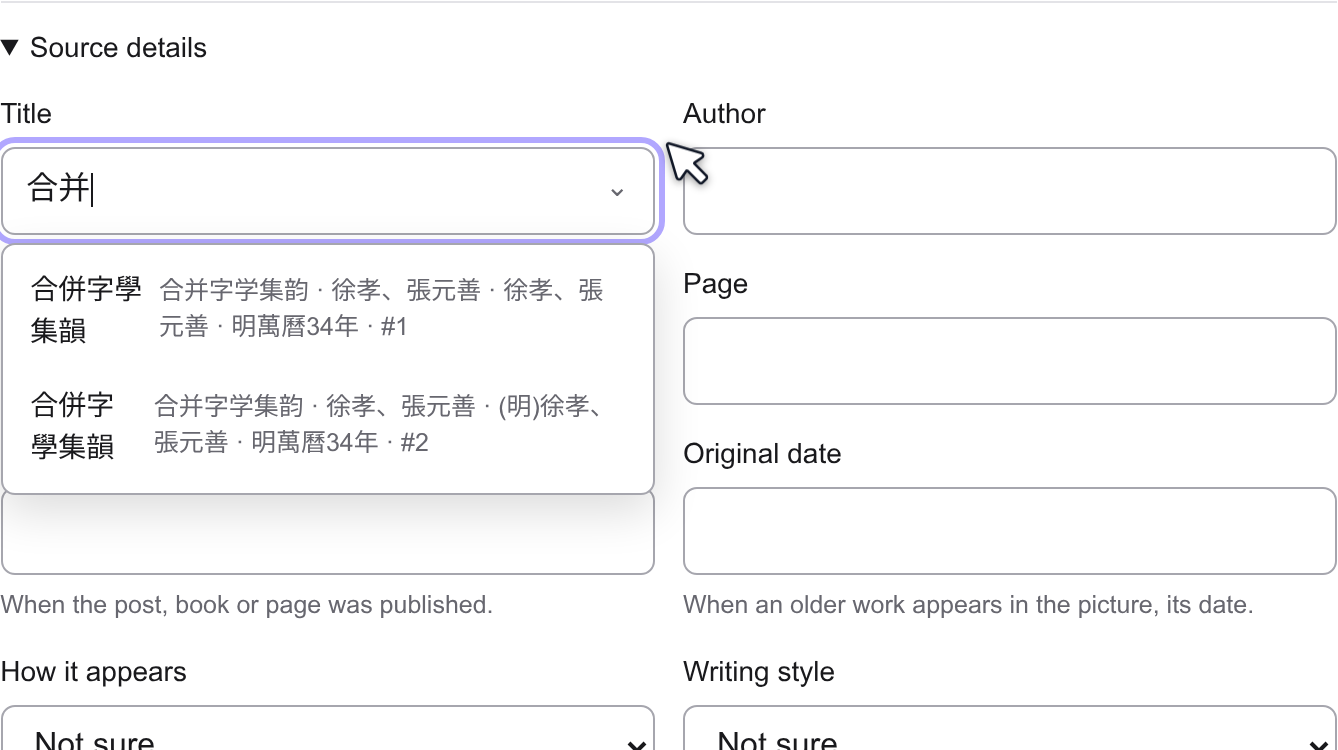 ▼ Source details
Title
Author
合并
合併字學
集韻
合并字学集韵 · 徐孝、張元善 · 徐孝、張
元善 · 明萬曆34年 · #1
合併字
學集韻
合并字学集韵 · 徐孝、張元善 · (明)徐孝、
張元善 · 明萬曆34年 · #2
Page
Original date
When the post, book or page was published.
When an older work appears in the picture, its date.
How it appears
Writing style
Not sure
Not sure